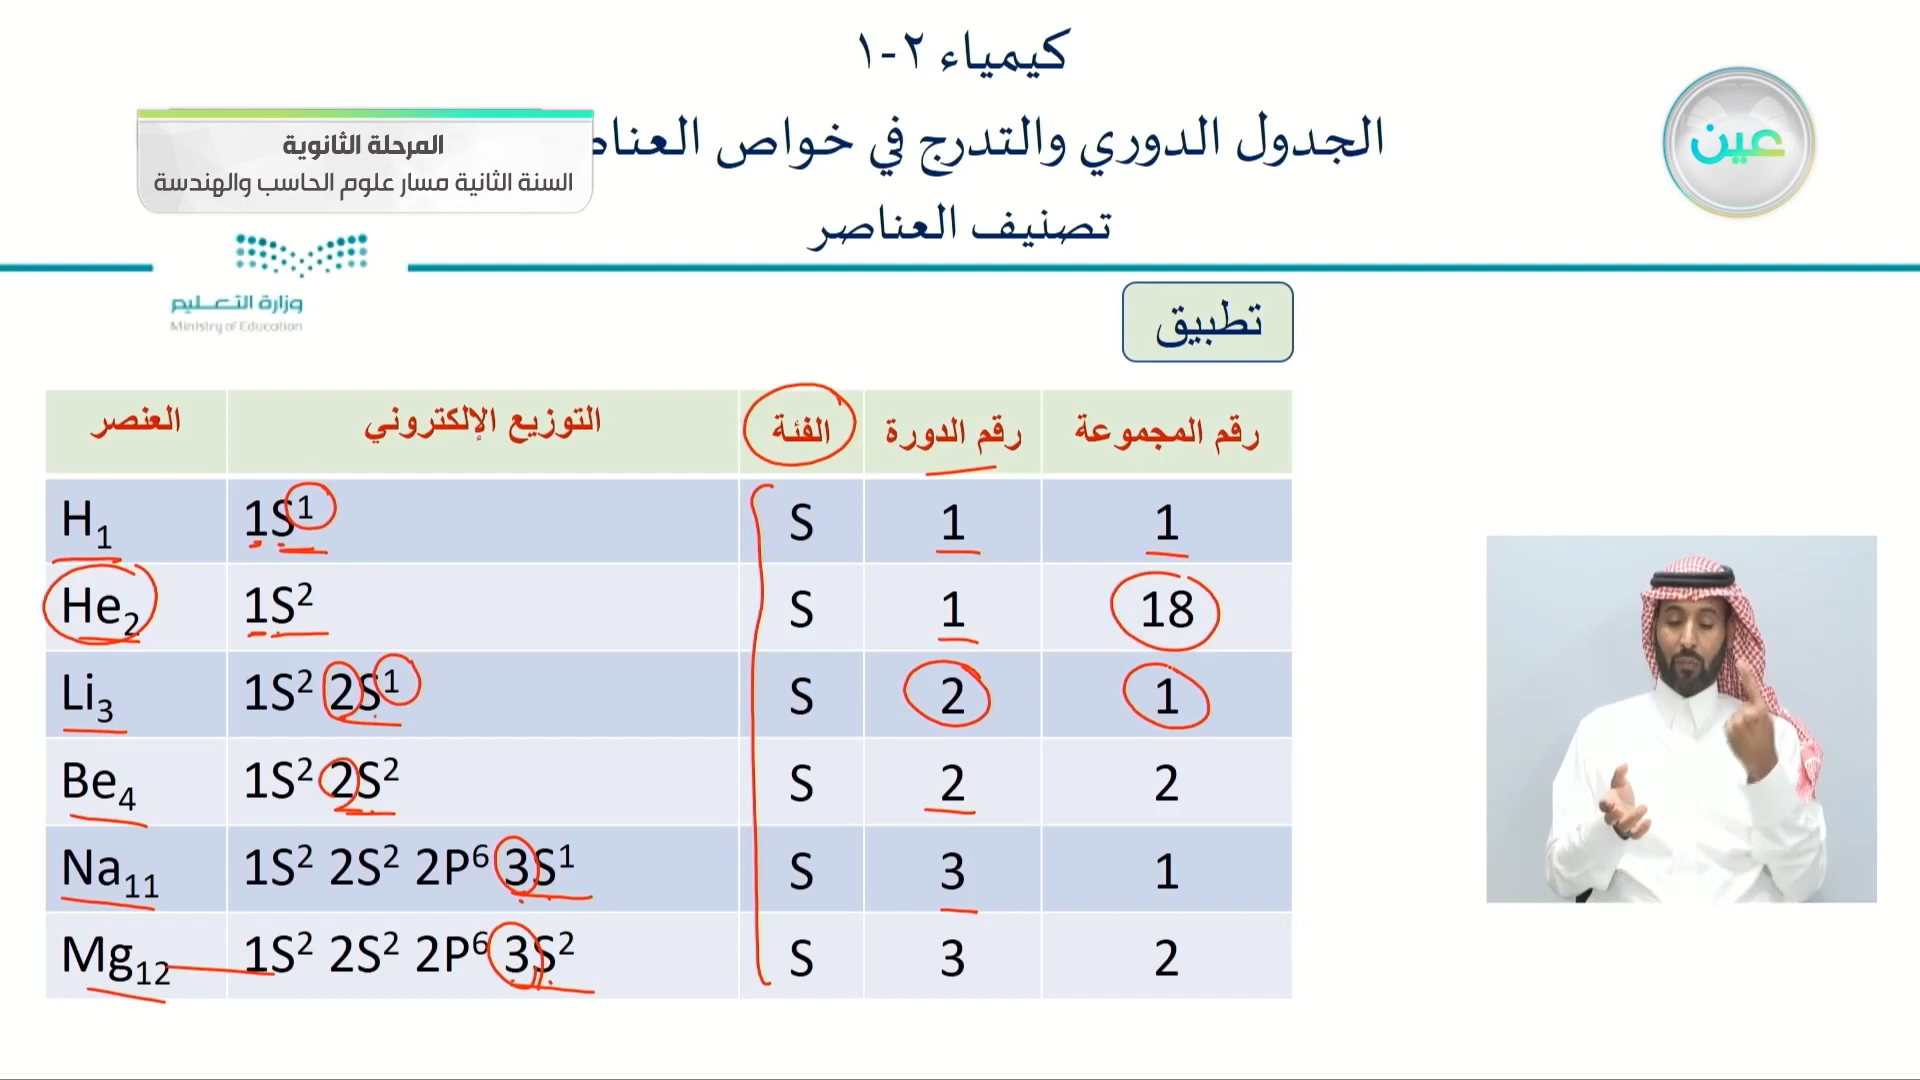 كيمياء ٢-١
الجدول الدوري والتدرج في خواص
المرحلة الثانوية
السنة الثانية مسار علوم الحاسب والهندسة
عين
تصنيف العناصر
وزارة التعليم
Ministry of Education
تطبيق
العنصر التوزيع الإلكتروني الفئة رقم الدورة رقم المجموعة
H₁ 1S¹ S 1 1
He₂ 1S² S 1 18
Li₃ 1S² 2S¹ S 2 1
Be₄ 1S² 2S² S 2 2
Na₁₁ 1S² 2S² 2P⁶ 3S¹ S 3 1
Mg₁₂ 1S² 2S² 2P⁶ 3S² S 3 2